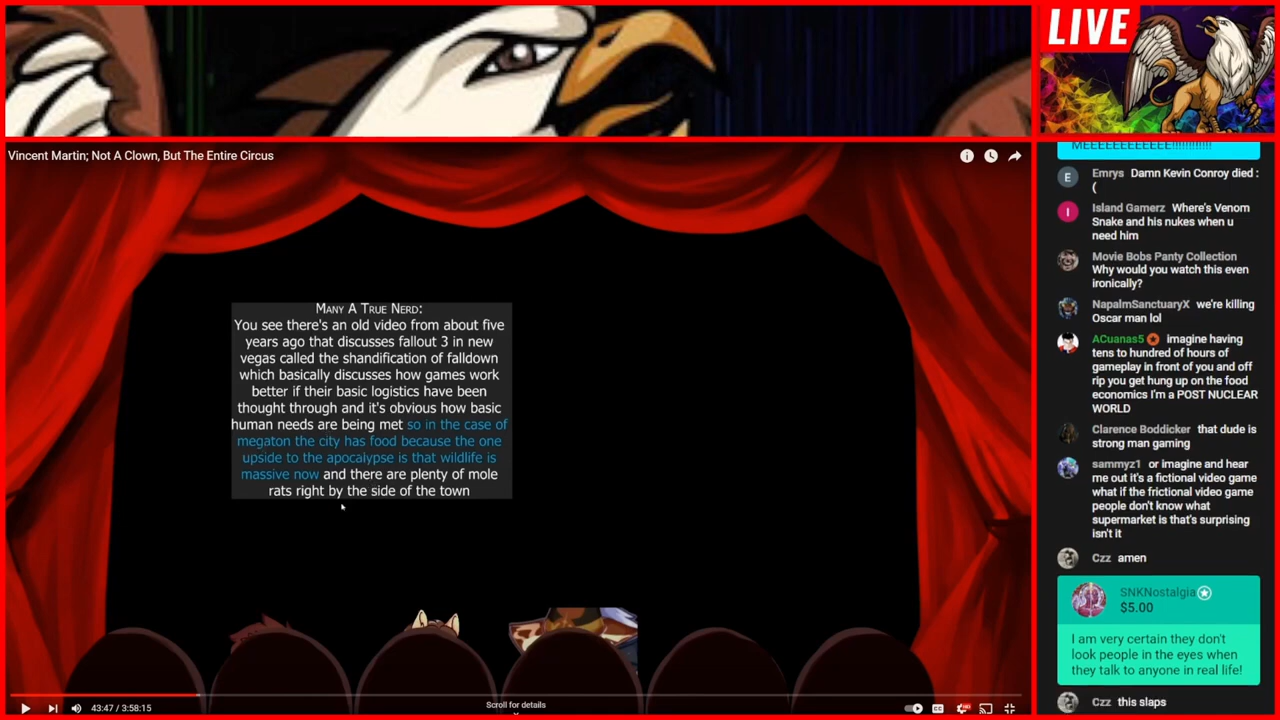 LIVE
Vincent Martin; Not A Clown, But The Entire Circus
MANY A TRUE NERD:
You see there's an old video from about five
years ago that discusses fallout 3 in new
vegas called the shandification of falldown
which basically discusses how games work
better if their basic logistics have been
thought through and it's obvious how basic
human needs are being met so in the case of
megaton the city has food because the one
upside to the apocalypse is that wildlife is
massive now and there are plenty of mole
rats right by the side of the town
43:47 / 3:58:15
Scroll for details
MEEEEEEEEEEEE!!!!!!!!!!!!!
E
Emrys Damn Kevin Conroy died :
(
I
Island Gamerz Where's Venom
Snake and his nukes when u
need him
Movie Bobs Panty Collection
Why would you watch this even
ironically?
NapalmSanctuaryX we're killing
Oscar man lol
ACuanas5 imagine having
tens to hundred of hours of
gameplay in front of you and off
rip you get hung up on the food
economics I'm a POST NUCLEAR
WORLD
Clarence Boddicker that dude is
strong man gaming
sammyz1 or imagine and hear
me out it's a fictional video game
what if the frictional video game
people don't know what
supermarket is that's surprising
isn't it
Czz amen
SNKNostalgia
$5.00
I am very certain they don't
look people in the eyes when
they talk to anyone in real life!
Czz this slaps